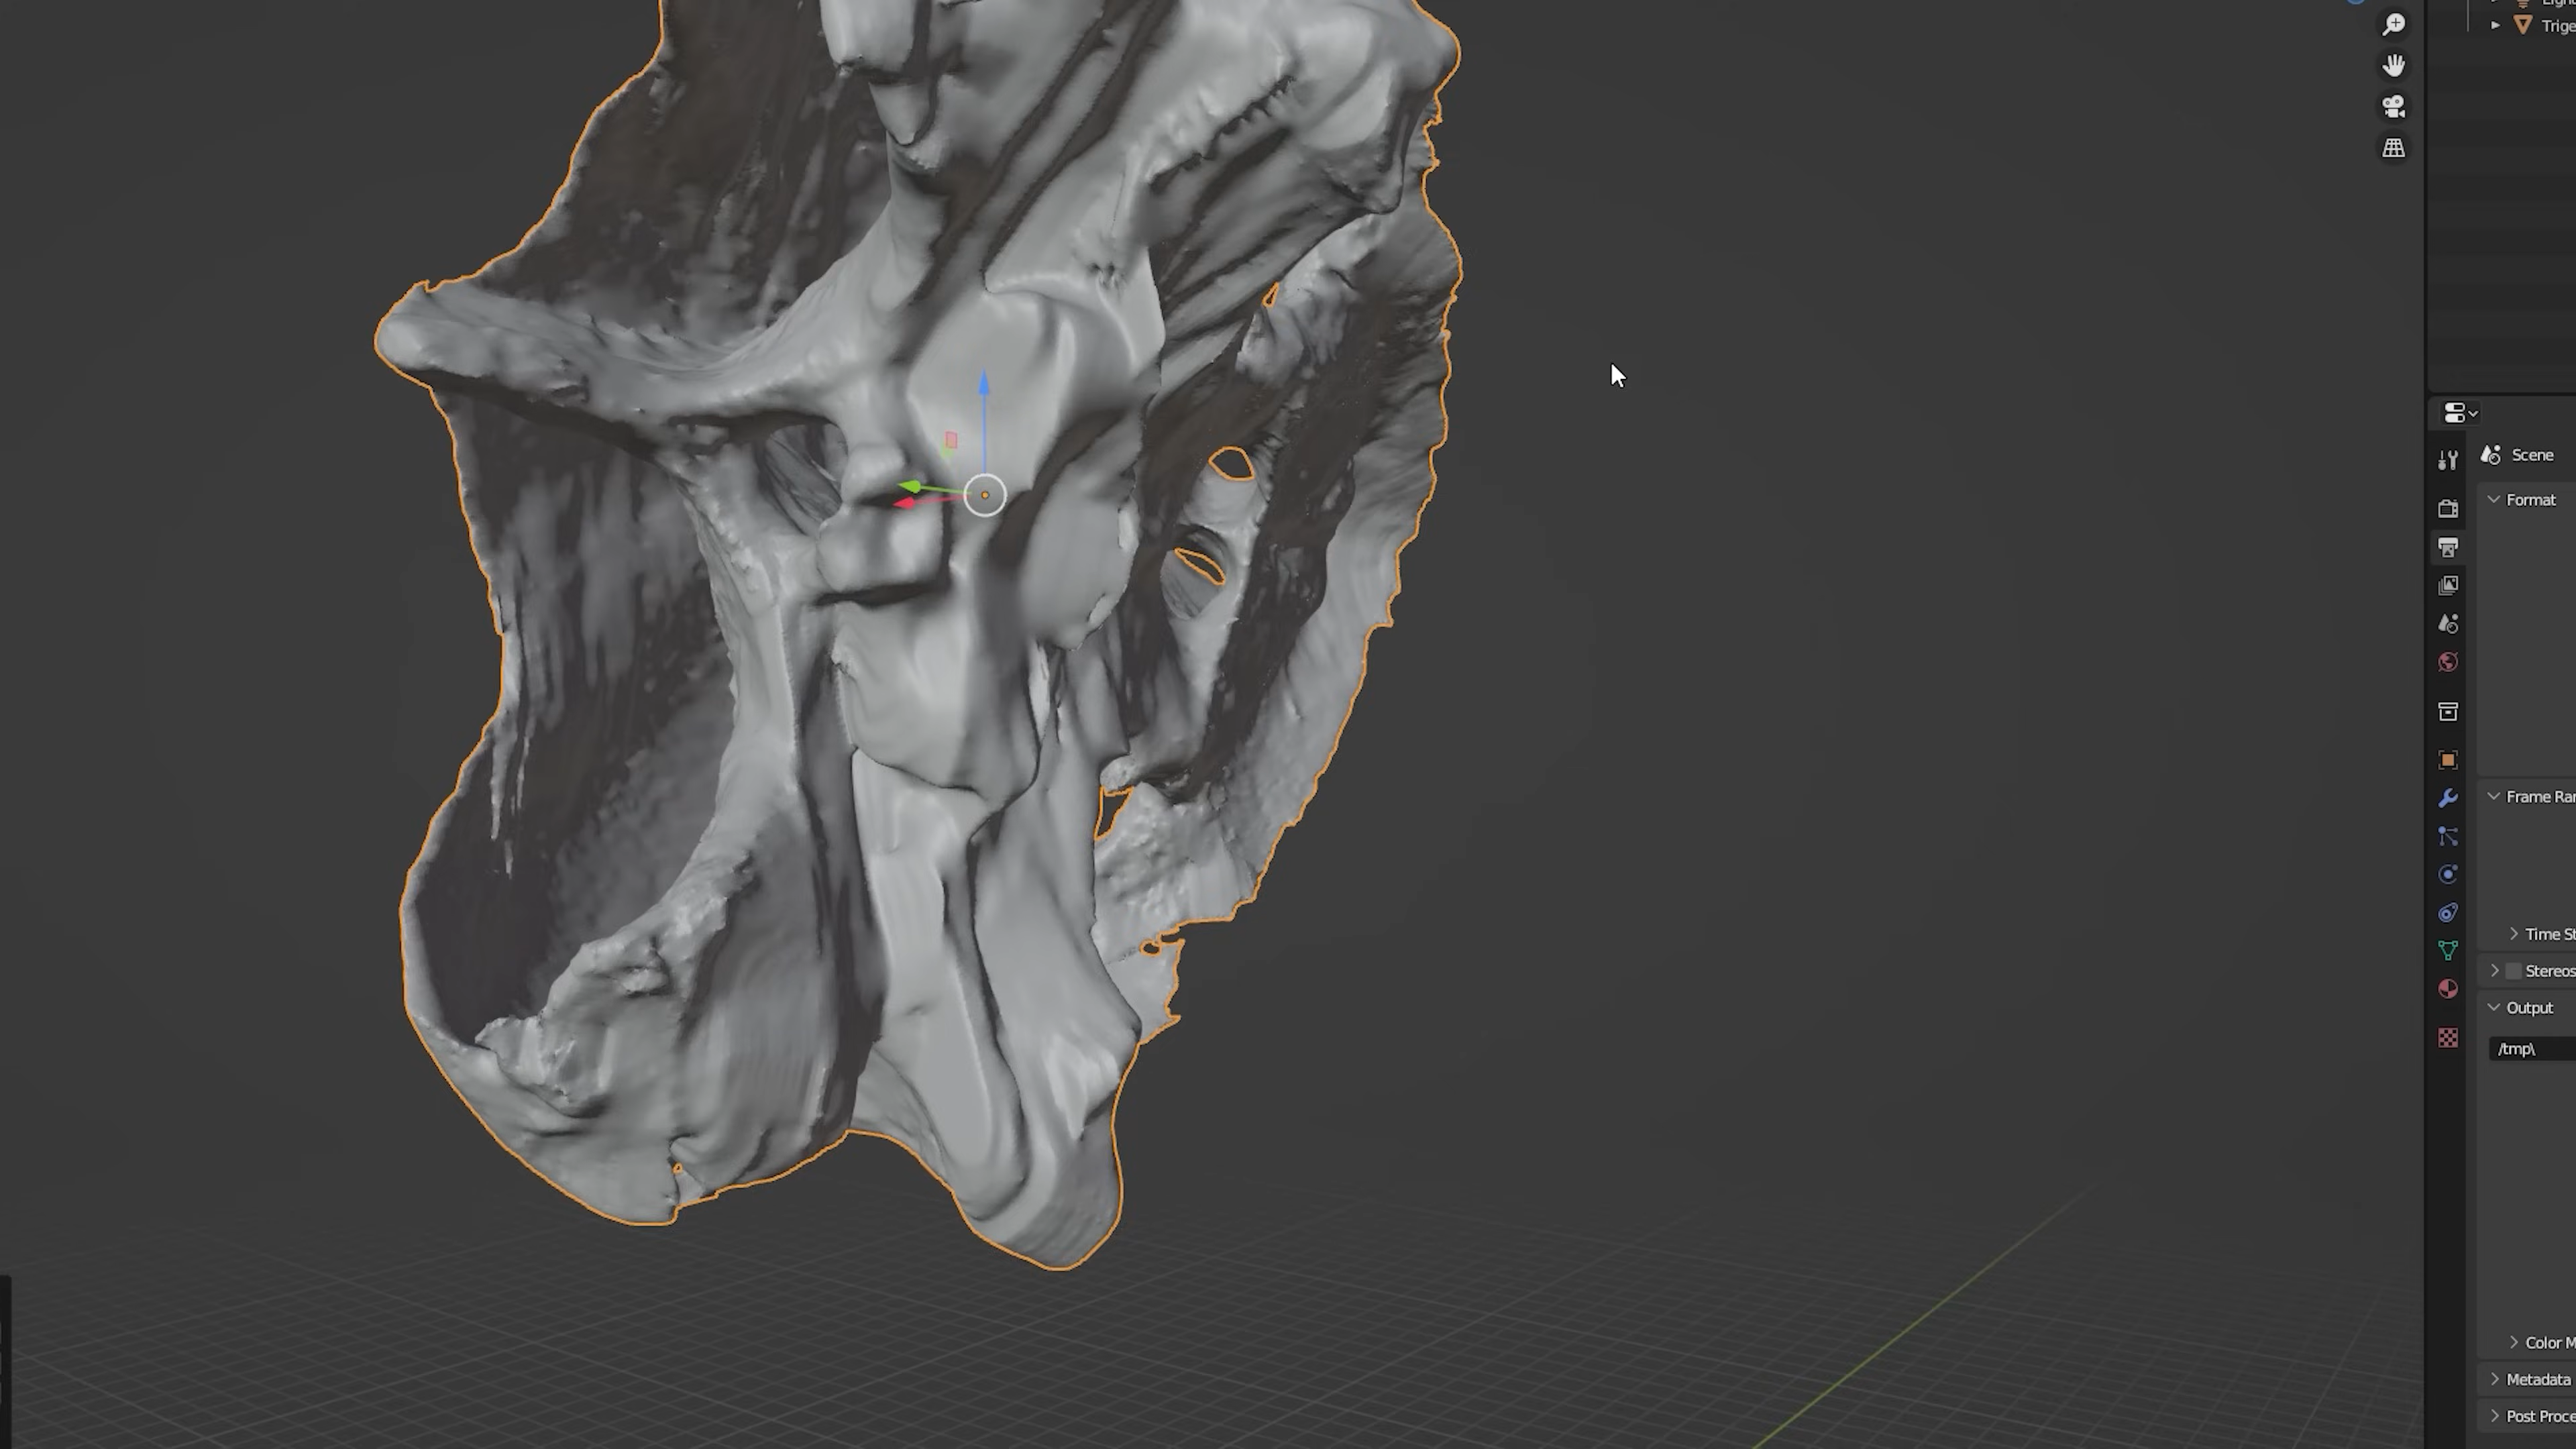 Trige
Scene
Format
Frame Ra
Time St
Stereos
Output
/tmp\
Color M
Metadata
Post Proce